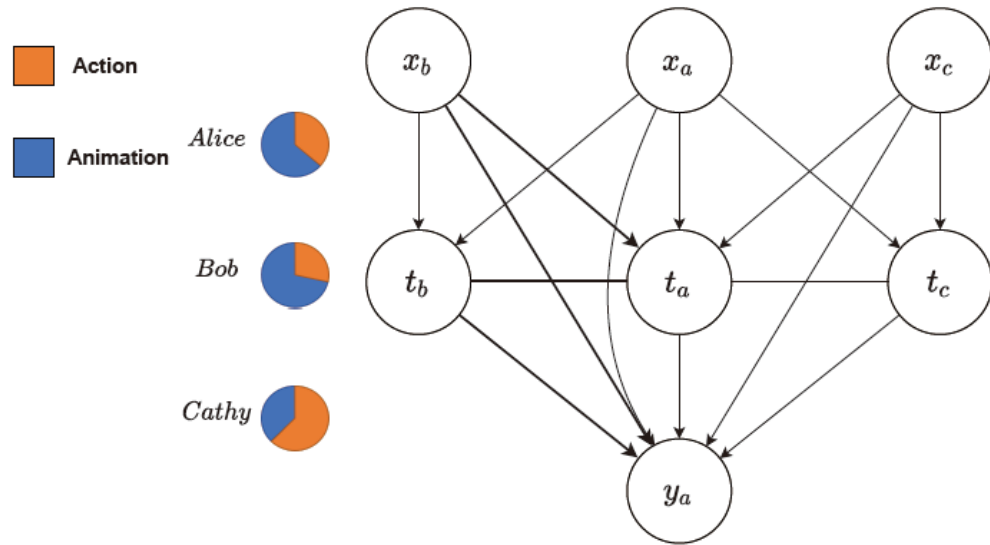 Action
Animation
Alice
Bob
Cathy
x_b
x_a
x_c
t_b
t_a
t_c
y_a